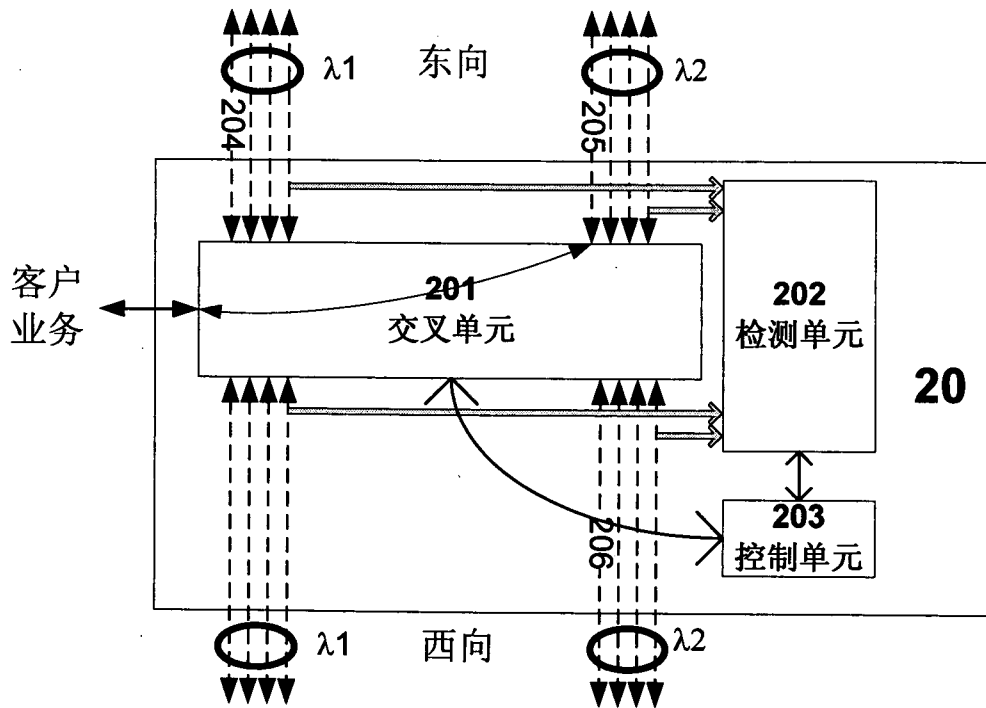 λ1
东向
λ2
204
205
客户
业务
201
交叉单元
202
检测单元
20
203
控制单元
206
λ1
西向
λ2